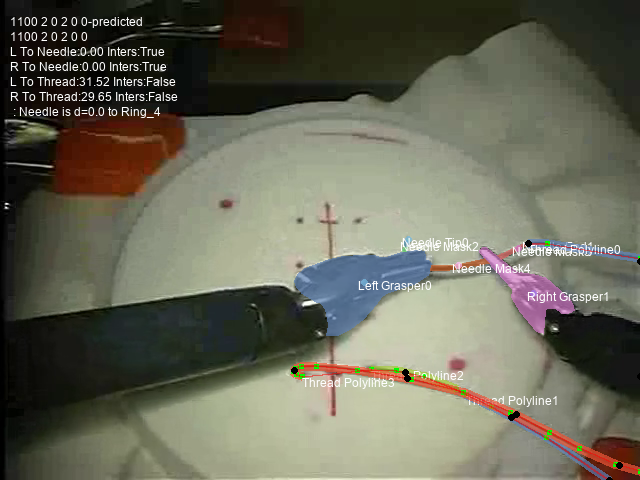 1100 2 0 2 0 0-predicted
1100 2 0 2 0 0
L To Needle:0.00 Inters:True
R To Needle:0.00 Inters:True
L To Thread:31.52 Inters:False
R To Thread:29.65 Inters:False
: Needle is d=0.0 to Ring_4
Needle Tip0
Needle Mask2
Thread Polyline0
Needle Mask4
Left Grasper0
Right Grasper1
Polyline2
Thread Polyline3
Thread Polyline1